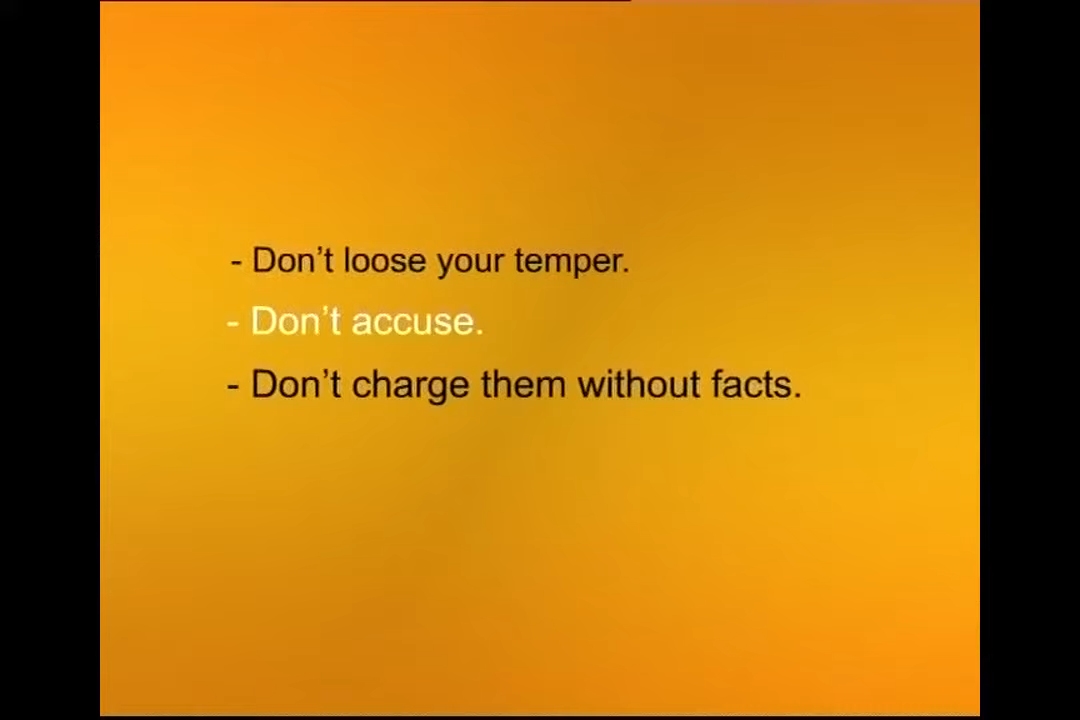 - Don’t loose your temper.
- Don’t accuse.
- Don’t charge them without facts.